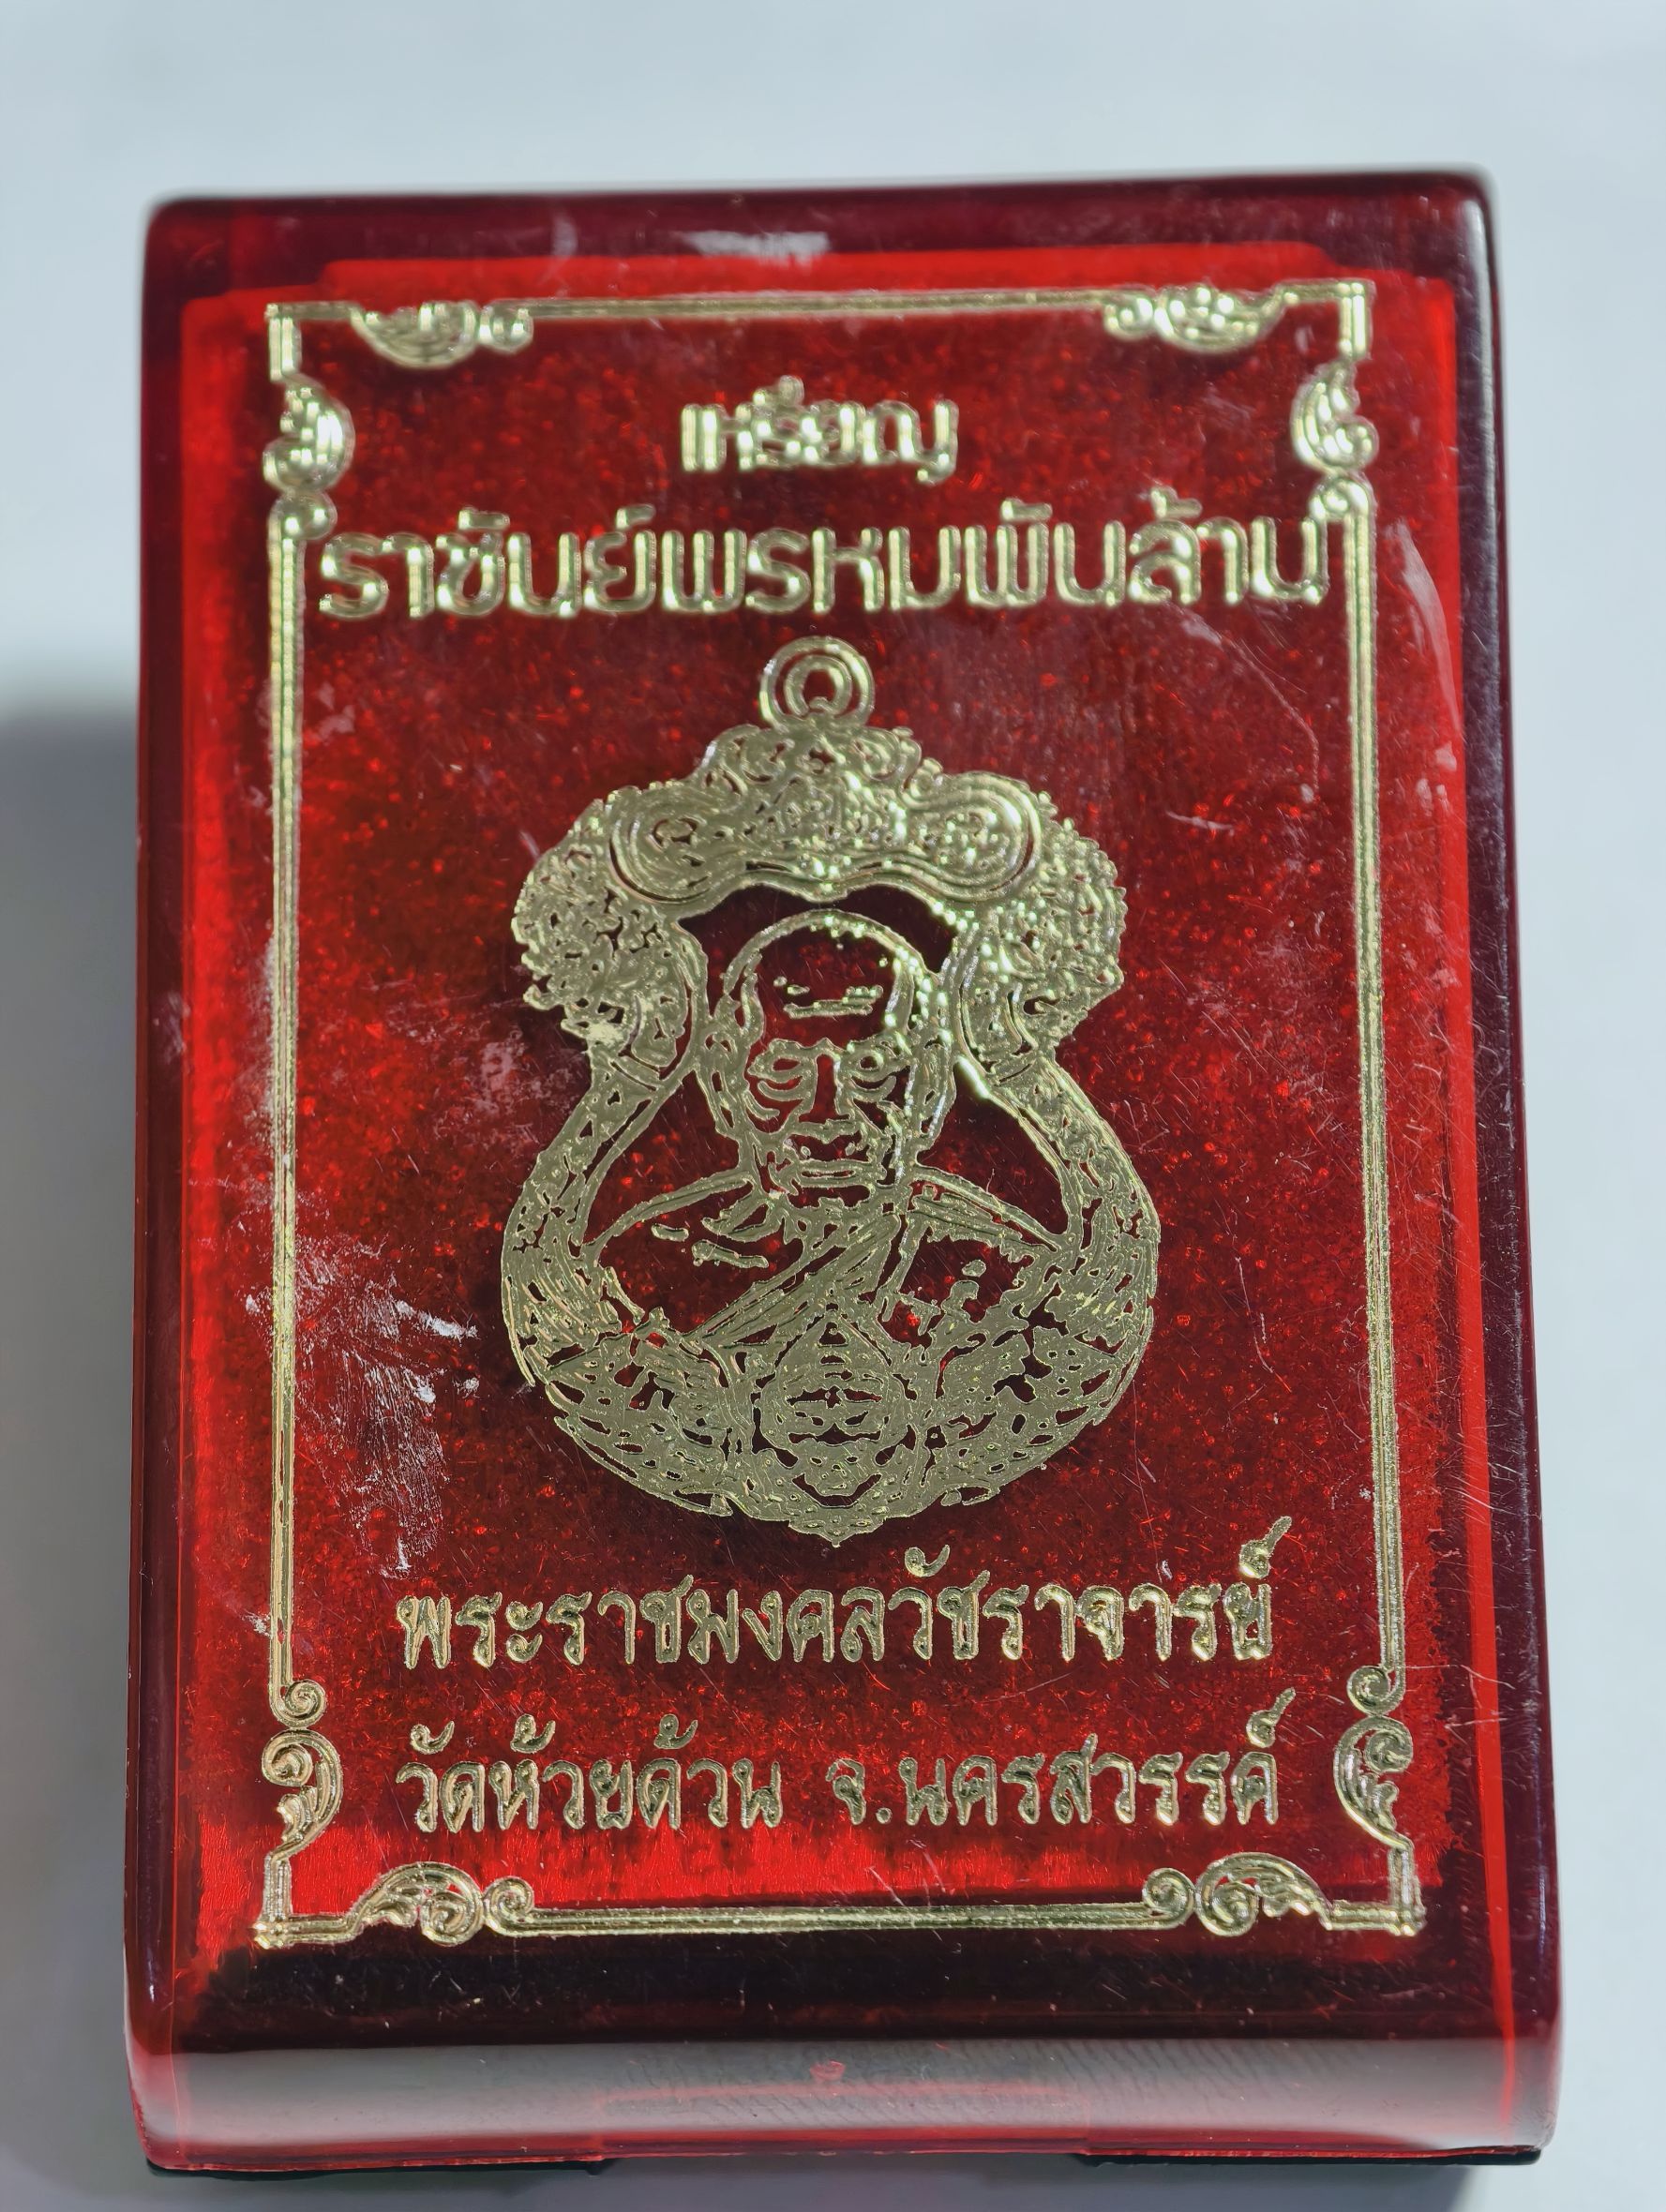 เหรียญ
ราชันย์พรหมพันล้าน
พระราชมงคลวัชราจารย์
วัดห้วยด้วน จ.นครสวรรค์